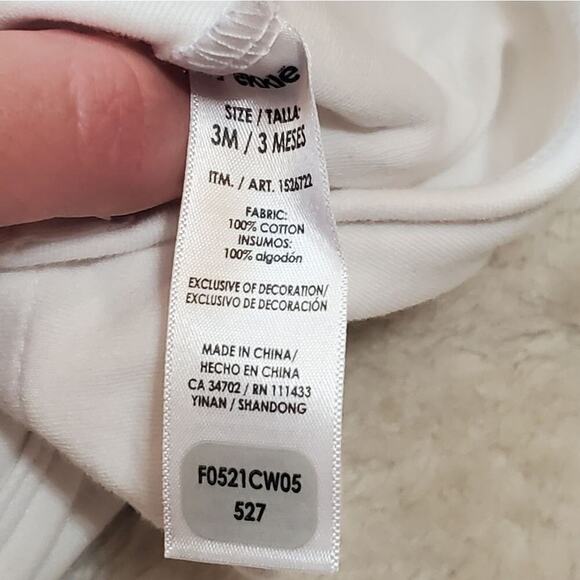 SIZE / TALLA:
3M / 3 MESES
ITM. / ART. 1526722
FABRIC:
100% COTTON
INSUMOS:
100% algodón
EXCLUSIVE OF DECORATION/
EXCLUSIVO DE DECORACIÓN
MADE IN CHINA/
HECHO EN CHINA
CA 34702 / RN 111433
YINAN / SHANDONG
F0521CW05
527